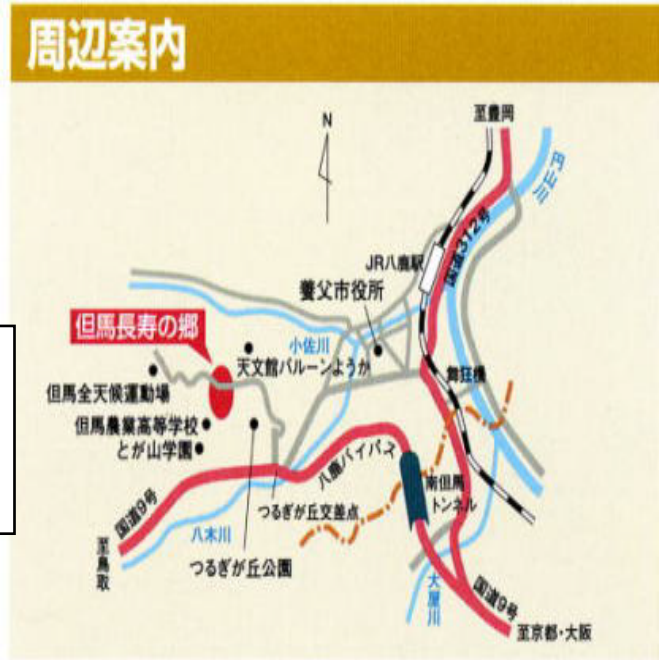 周辺案内
N
至豊岡
円山川
国道312号
JR八鹿駅
養父市役所
但馬長寿の郷
小佐川
天文館バルーンようか
舞狂橋
但馬全天候運動場
但馬農業高等学校
とが山学園
八鹿バイパス
南但馬
トンネル
国道9号
つるぎが丘交差点
八木川
至鳥取
つるぎが丘公園
大屋川
国道9号
至京都・大阪